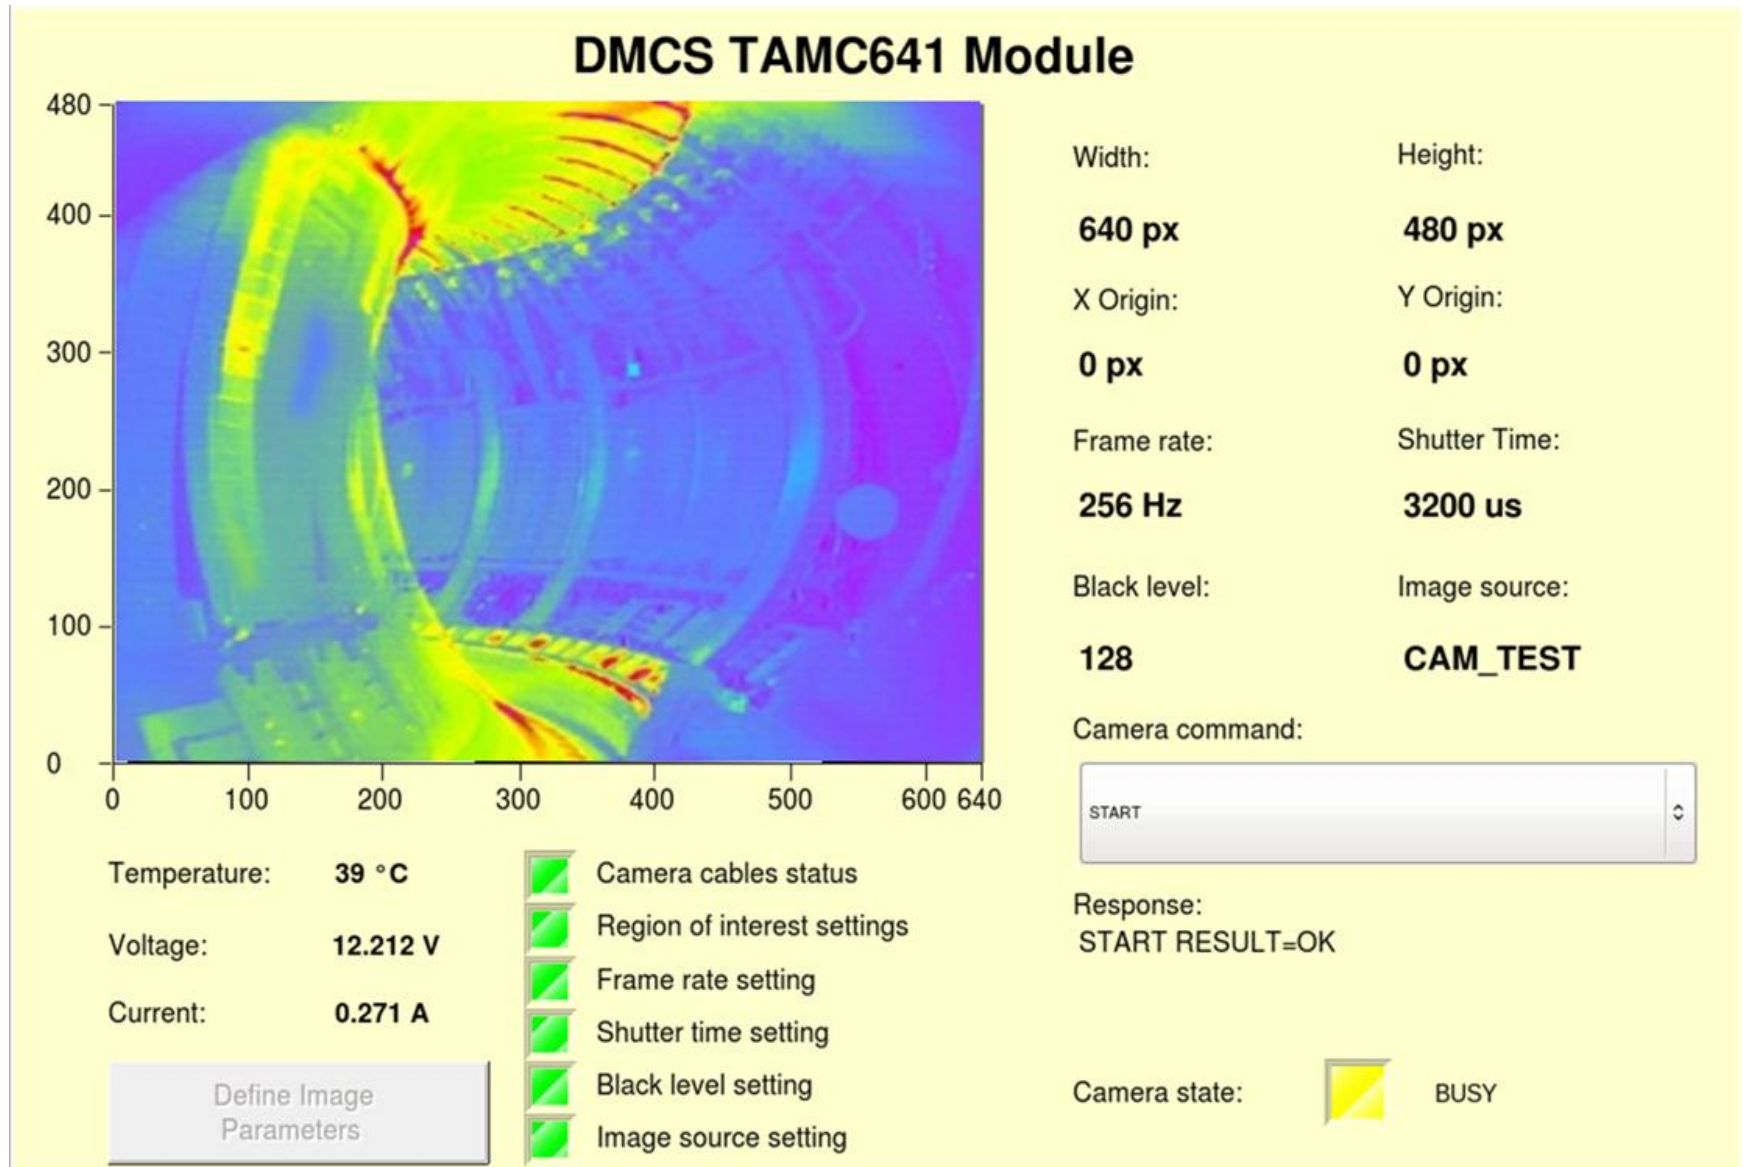 DMCS TAMC641 Module
480
400
300
200
100
0
0 100 200 300 400 500 600 640
Width: Height:
640 px 480 px
X Origin: Y Origin:
0 px 0 px
Frame rate: Shutter Time:
256 Hz 3200 us
Black level: Image source:
128 CAM_TEST
Camera command:
START
Response:
START RESULT=OK
Camera state: BUSY
Temperature: 39 °C
Voltage: 12.212 V
Current: 0.271 A
Define Image
Parameters
Camera cables status
Region of interest settings
Frame rate setting
Shutter time setting
Black level setting
Image source setting